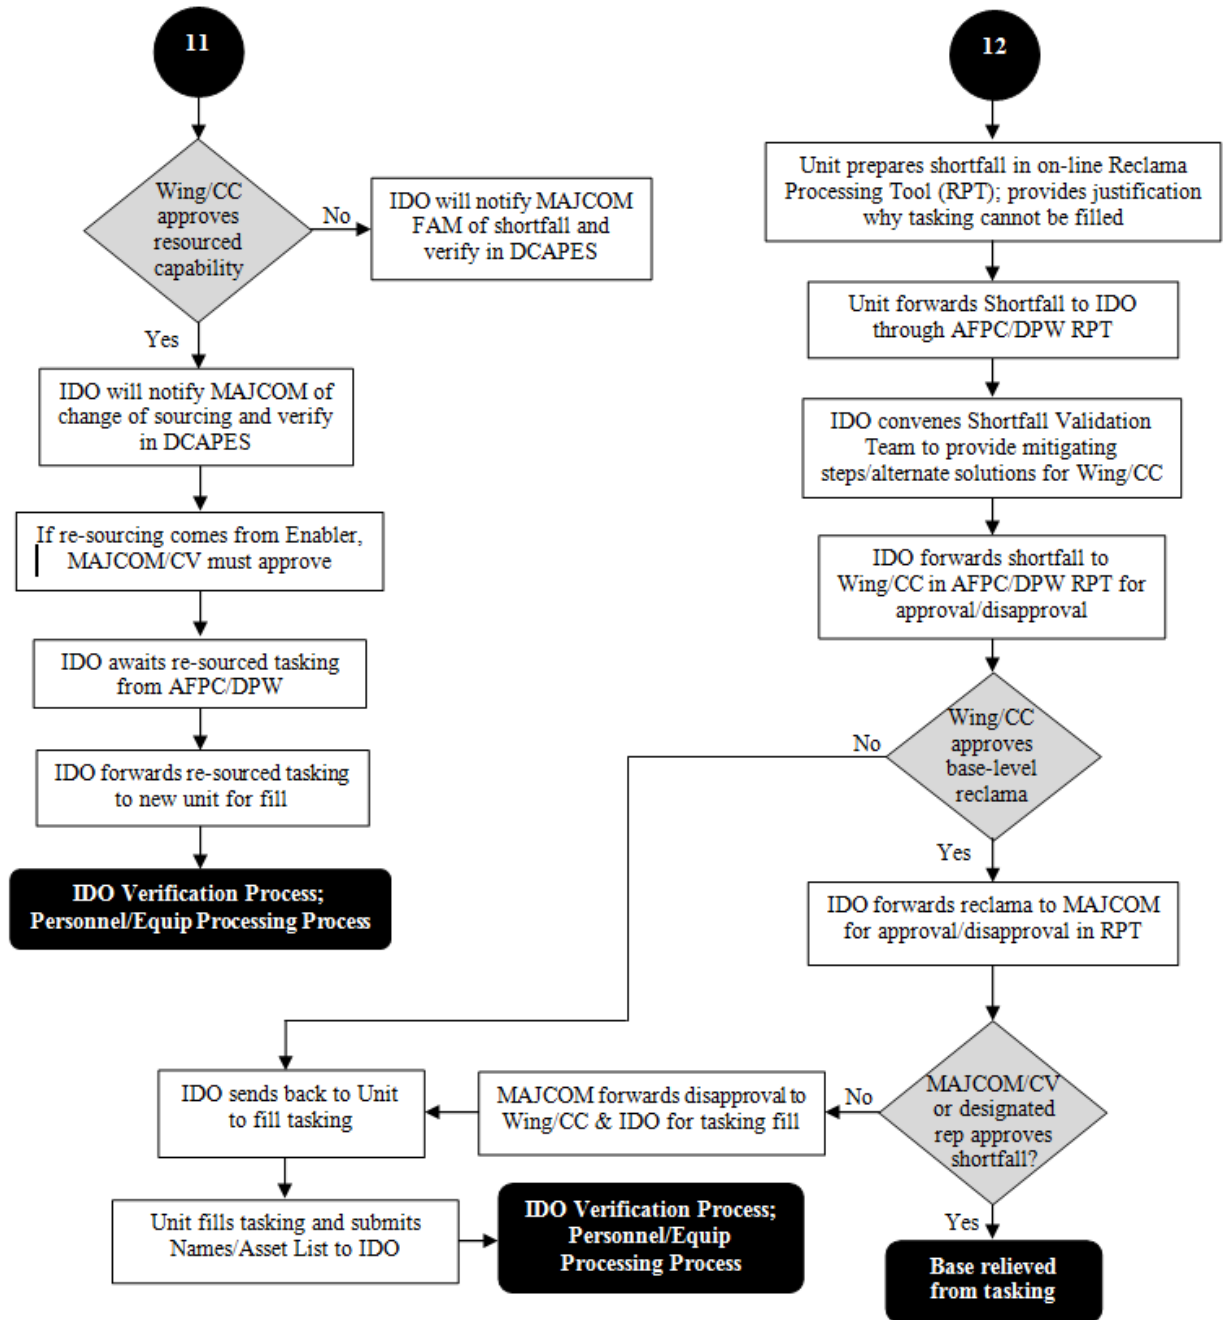 11
Wing/CC
approves
resourced
capability
No
IDO will notify MAJCOM
FAM of shortfall and
verify in DCAPES
Yes
IDO will notify MAJCOM of
change of sourcing and verify
in DCAPES
If re-sourcing comes from Enabler,
MAJCOM/CV must approve
IDO awaits re-sourced tasking
from AFPC/DPW
IDO forwards re-sourced tasking
to new unit for fill
IDO Verification Process;
Personnel/Equip Processing Process
12
Unit prepares shortfall in on-line Reclama
Processing Tool (RPT); provides justification
why tasking cannot be filled
Unit forwards Shortfall to IDO
through AFPC/DPW RPT
IDO convenes Shortfall Validation
Team to provide mitigating
steps/alternate solutions for Wing/CC
IDO forwards shortfall to
Wing/CC in AFPC/DPW RPT for
approval/disapproval
Wing/CC
approves
base-level
reclama
No
Yes
IDO forwards reclama to MAJCOM
for approval/disapproval in RPT
MAJCOM/CV
or designated
rep approves
shortfall?
No
MAJCOM forwards disapproval to
Wing/CC & IDO for tasking fill
IDO sends back to Unit
to fill tasking
Unit fills tasking and submits
Names/Asset List to IDO
IDO Verification Process;
Personnel/Equip
Processing Process
Yes
Base relieved
from tasking